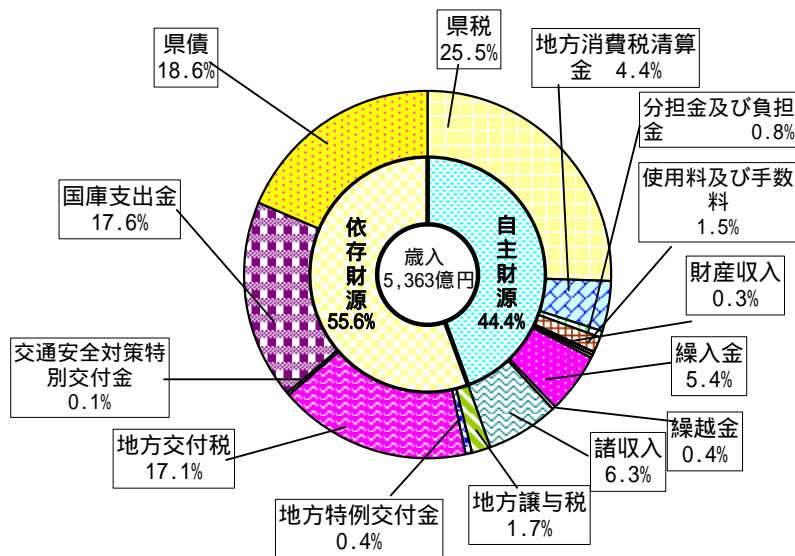 県税
25.5%
地方消費税清算
金 4.4%
分担金及び負担
金 0.8%
使用料及び手数
料
1.5%
財産収入
0.3%
繰入金
5.4%
繰越金
0.4%
諸収入
6.3%
地方譲与税
1.7%
地方特例交付金
0.4%
地方交付税
17.1%
交通安全対策特
別交付金
0.1%
国庫支出金
17.6%
県債
18.6%
自主財源
44.4%
依存財源
55.6%
歳入
5,363億円